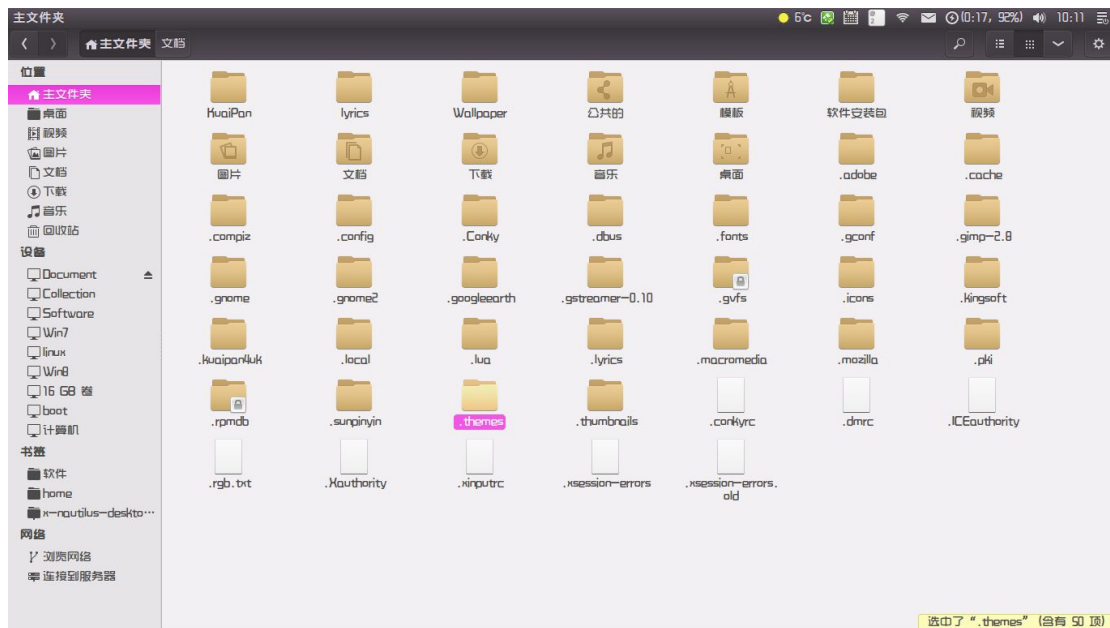 主文件夹
6°c
(0:17, 92%)
10:11
主文件夹 文档
位置
主文件夹
桌面
视频
图片
文档
下载
音乐
回收站
设备
Document
Collection
Software
Win7
linux
Win8
16 GB 卷
boot
计算机
书签
软件
home
x-nautilus-deskto…
网络
浏览网络
连接到服务器
KuaiPan lyrics Wallpaper 公共的 模板 软件安装包 视频
图片 文档 下载 音乐 桌面 .adobe .cache
.compiz .config .Conky .dbus .fonts .gconf .gimp-2.8
.gnome .gnome2 .googleearth .gstreamer-0.10 .gvfs .icons .kingsoft
.kuaipan4uk .local .lua .lyrics .macromedia .mozilla .pki
.rpmdb .sunpinyin .themes .thumbnails .conkyrc .dmrc .ICEauthority
.rgb.txt .Xauthority .xinputrc .xsession-errors .xsession-errors.
old
选中了 “.themes” (含有 50 项)